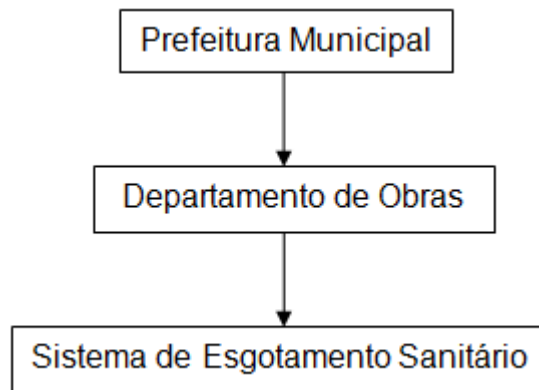 Prefeitura Municipal
Departamento de Obras
Sistema de Esgotamento Sanitário